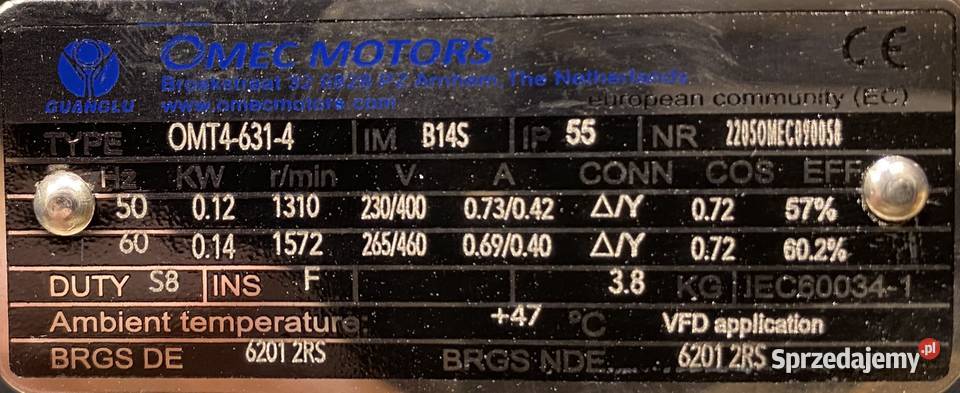 OMEC MOTORS
Broekstraat 32 6828 PZ Arnhem, The Netherlands
GUANGLU www.omecmotors.com european community (EC) CE
TYPE OMT4-631-4 IM B14S IP 55 NR 2205OMEC090058
Hz KW r/min V A CONN COS EFF
50 0.12 1310 230/400 0.73/0.42 Δ/Y 0.72 57%
60 0.14 1572 265/460 0.69/0.40 Δ/Y 0.72 60.2%
DUTY S8 INS F 3.8 KG IEC60034-1
Ambient temperature: +47 °C VFD application
BRGS DE 6201 2RS BRGS NDE 6201 2RS
Sprzedajemy.pl